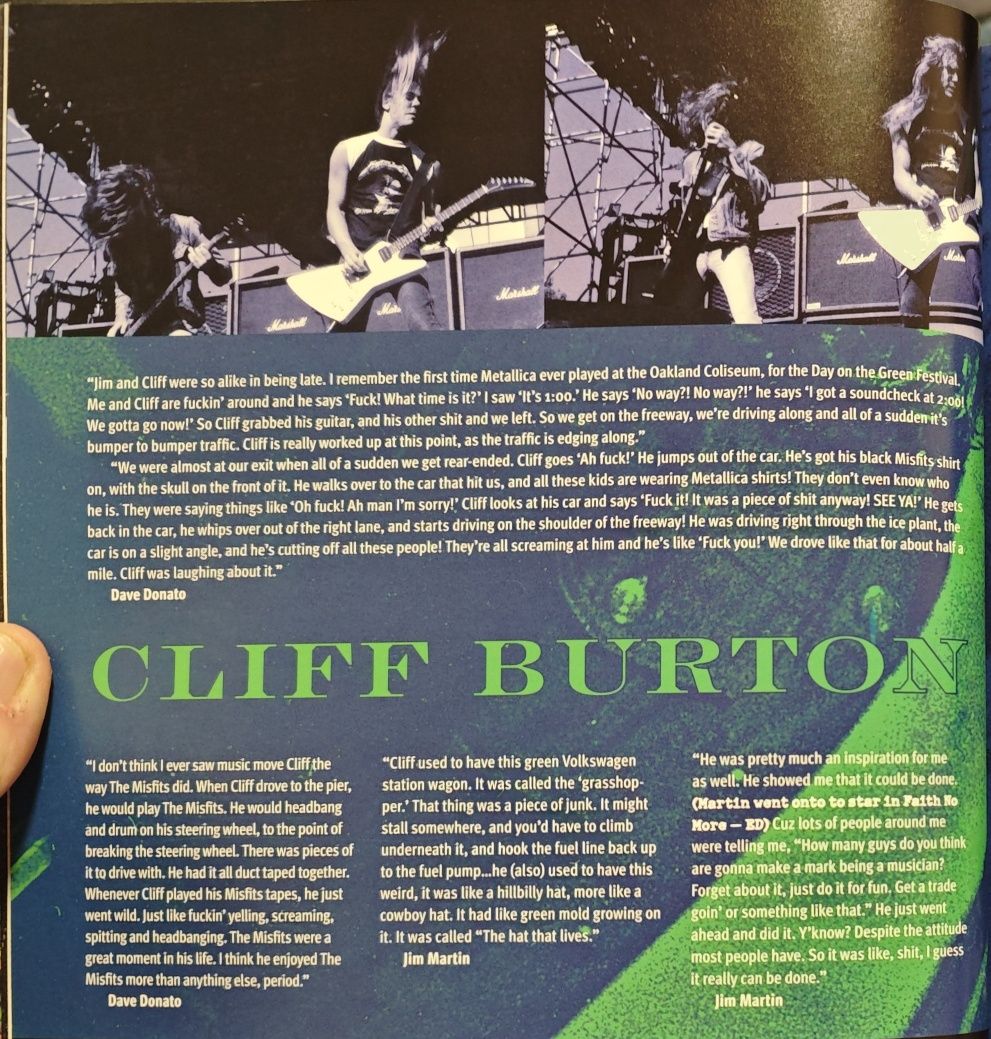 Marshall
Marshall
Marshall
“Jim and Cliff were so alike in being late. I remember the first time Metallica ever played at the Oakland Coliseum, for the Day on the Green Festival.
Me and Cliff are fuckin’ around and he says ‘Fuck! What time is it?’ I saw ‘It’s 1:00.’ He says ‘No way?! No way?!’ he says ‘I got a soundcheck at 2:00!
We gotta go now!’ So Cliff grabbed his guitar, and his other shit and we left. So we get on the freeway, we’re driving along and all of a sudden it’s
bumper to bumper traffic. Cliff is really worked up at this point, as the traffic is edging along.”
“We were almost at our exit when all of a sudden we get rear-ended. Cliff goes ‘Ah fuck!’ He jumps out of the car. He’s got his black Misfits shirt
on, with the skull on the front of it. He walks over to the car that hit us, and all these kids are wearing Metallica shirts! They don’t even know who
he is. They were saying things like ‘Oh fuck! Ah man I’m sorry!’ Cliff looks at his car and says ‘Fuck it! It was a piece of shit anyway! SEE YA!’ He gets
back in the car, he whips over out of the right lane, and starts driving on the shoulder of the freeway! He was driving right through the ice plant, the
car is on a slight angle, and he’s cutting off all these people! They’re all screaming at him and he’s like ‘Fuck you!’ We drove like that for about half a
mile. Cliff was laughing about it.”
Dave Donato
CLIFF BURTON
“I don’t think I ever saw music move Cliff the
way The Misfits did. When Cliff drove to the pier,
he would play The Misfits. He would headbang
and drum on his steering wheel, to the point of
breaking the steering wheel. There was pieces of
it to drive with. He had it all duct taped together.
Whenever Cliff played his Misfits tapes, he just
went wild. Just like fuckin’ yelling, screaming,
spitting and headbanging. The Misfits were a
great moment in his life. I think he enjoyed The
Misfits more than anything else, period.”
Dave Donato
“Cliff used to have this green Volkswagen
station wagon. It was called the ‘grasshop-
per.’ That thing was a piece of junk. It might
stall somewhere, and you’d have to climb
underneath it, and hook the fuel line back up
to the fuel pump...he (also) used to have this
weird, it was like a hillbilly hat, more like a
cowboy hat. It had like green mold growing on
it. It was called “The hat that lives.”
Jim Martin
“He was pretty much an inspiration for me
as well. He showed me that it could be done.
(Martin went onto to star in Faith No
More — ED) Cuz lots of people around me
were telling me, “How many guys do you think
are gonna make a mark being a musician?
Forget about it, just do it for fun. Get a trade
goin’ or something like that.” He just went
ahead and did it. Y’know? Despite the attitude
most people have. So it was like, shit, I guess
it really can be done.”
Jim Martin